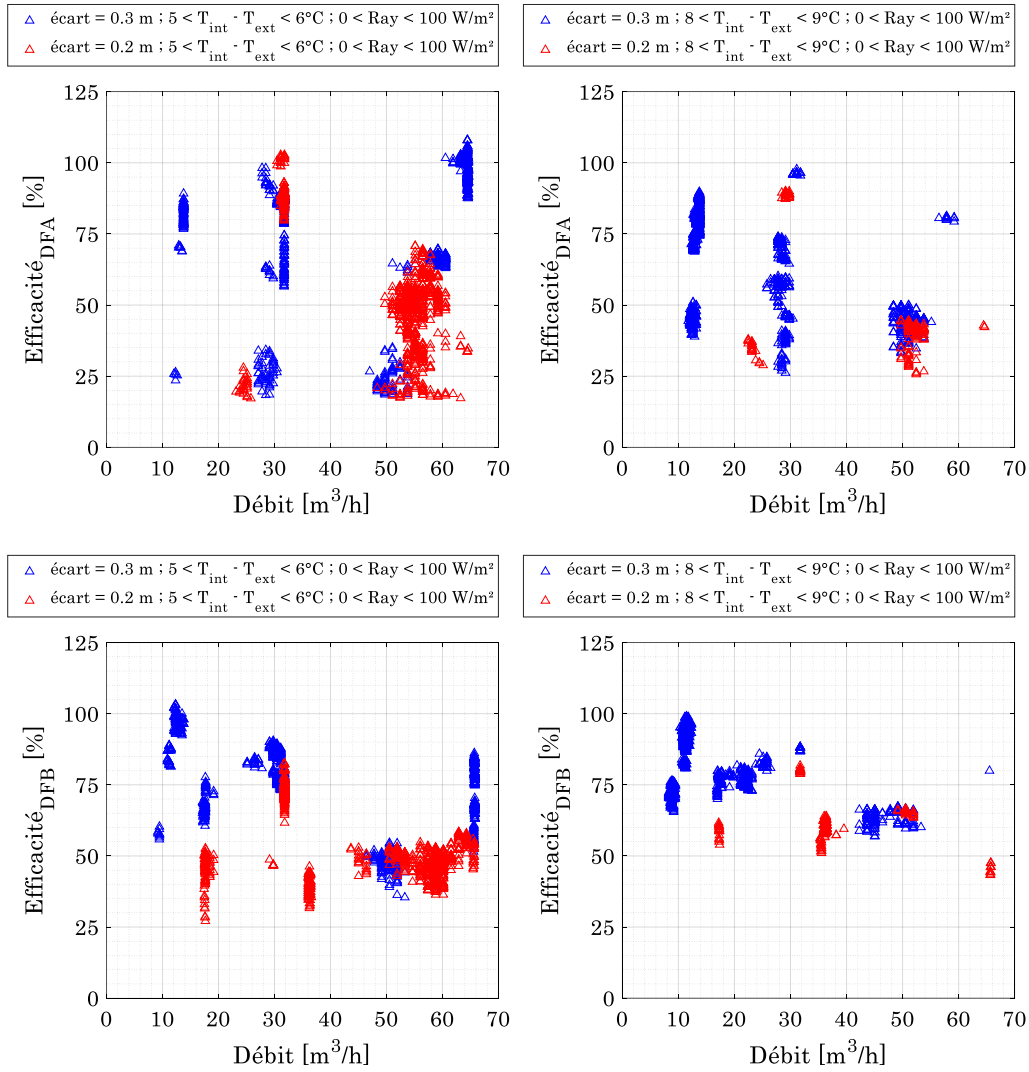 écart = 0.3 m ; 5 < T_int - T_ext < 6°C ; 0 < Ray < 100 W/m²
écart = 0.2 m ; 5 < T_int - T_ext < 6°C ; 0 < Ray < 100 W/m²
125
100
75
50
25
0
Efficacité_DFA [%]
0 10 20 30 40 50 60 70
Débit [m³/h]
écart = 0.3 m ; 8 < T_int - T_ext < 9°C ; 0 < Ray < 100 W/m²
écart = 0.2 m ; 8 < T_int - T_ext < 9°C ; 0 < Ray < 100 W/m²
125
100
75
50
25
0
Efficacité_DFA [%]
0 10 20 30 40 50 60 70
Débit [m³/h]
écart = 0.3 m ; 5 < T_int - T_ext < 6°C ; 0 < Ray < 100 W/m²
écart = 0.2 m ; 5 < T_int - T_ext < 6°C ; 0 < Ray < 100 W/m²
125
100
75
50
25
0
Efficacité_DFB [%]
0 10 20 30 40 50 60 70
Débit [m³/h]
écart = 0.3 m ; 8 < T_int - T_ext < 9°C ; 0 < Ray < 100 W/m²
écart = 0.2 m ; 8 < T_int - T_ext < 9°C ; 0 < Ray < 100 W/m²
125
100
75
50
25
0
Efficacité_DFB [%]
0 10 20 30 40 50 60 70
Débit [m³/h]